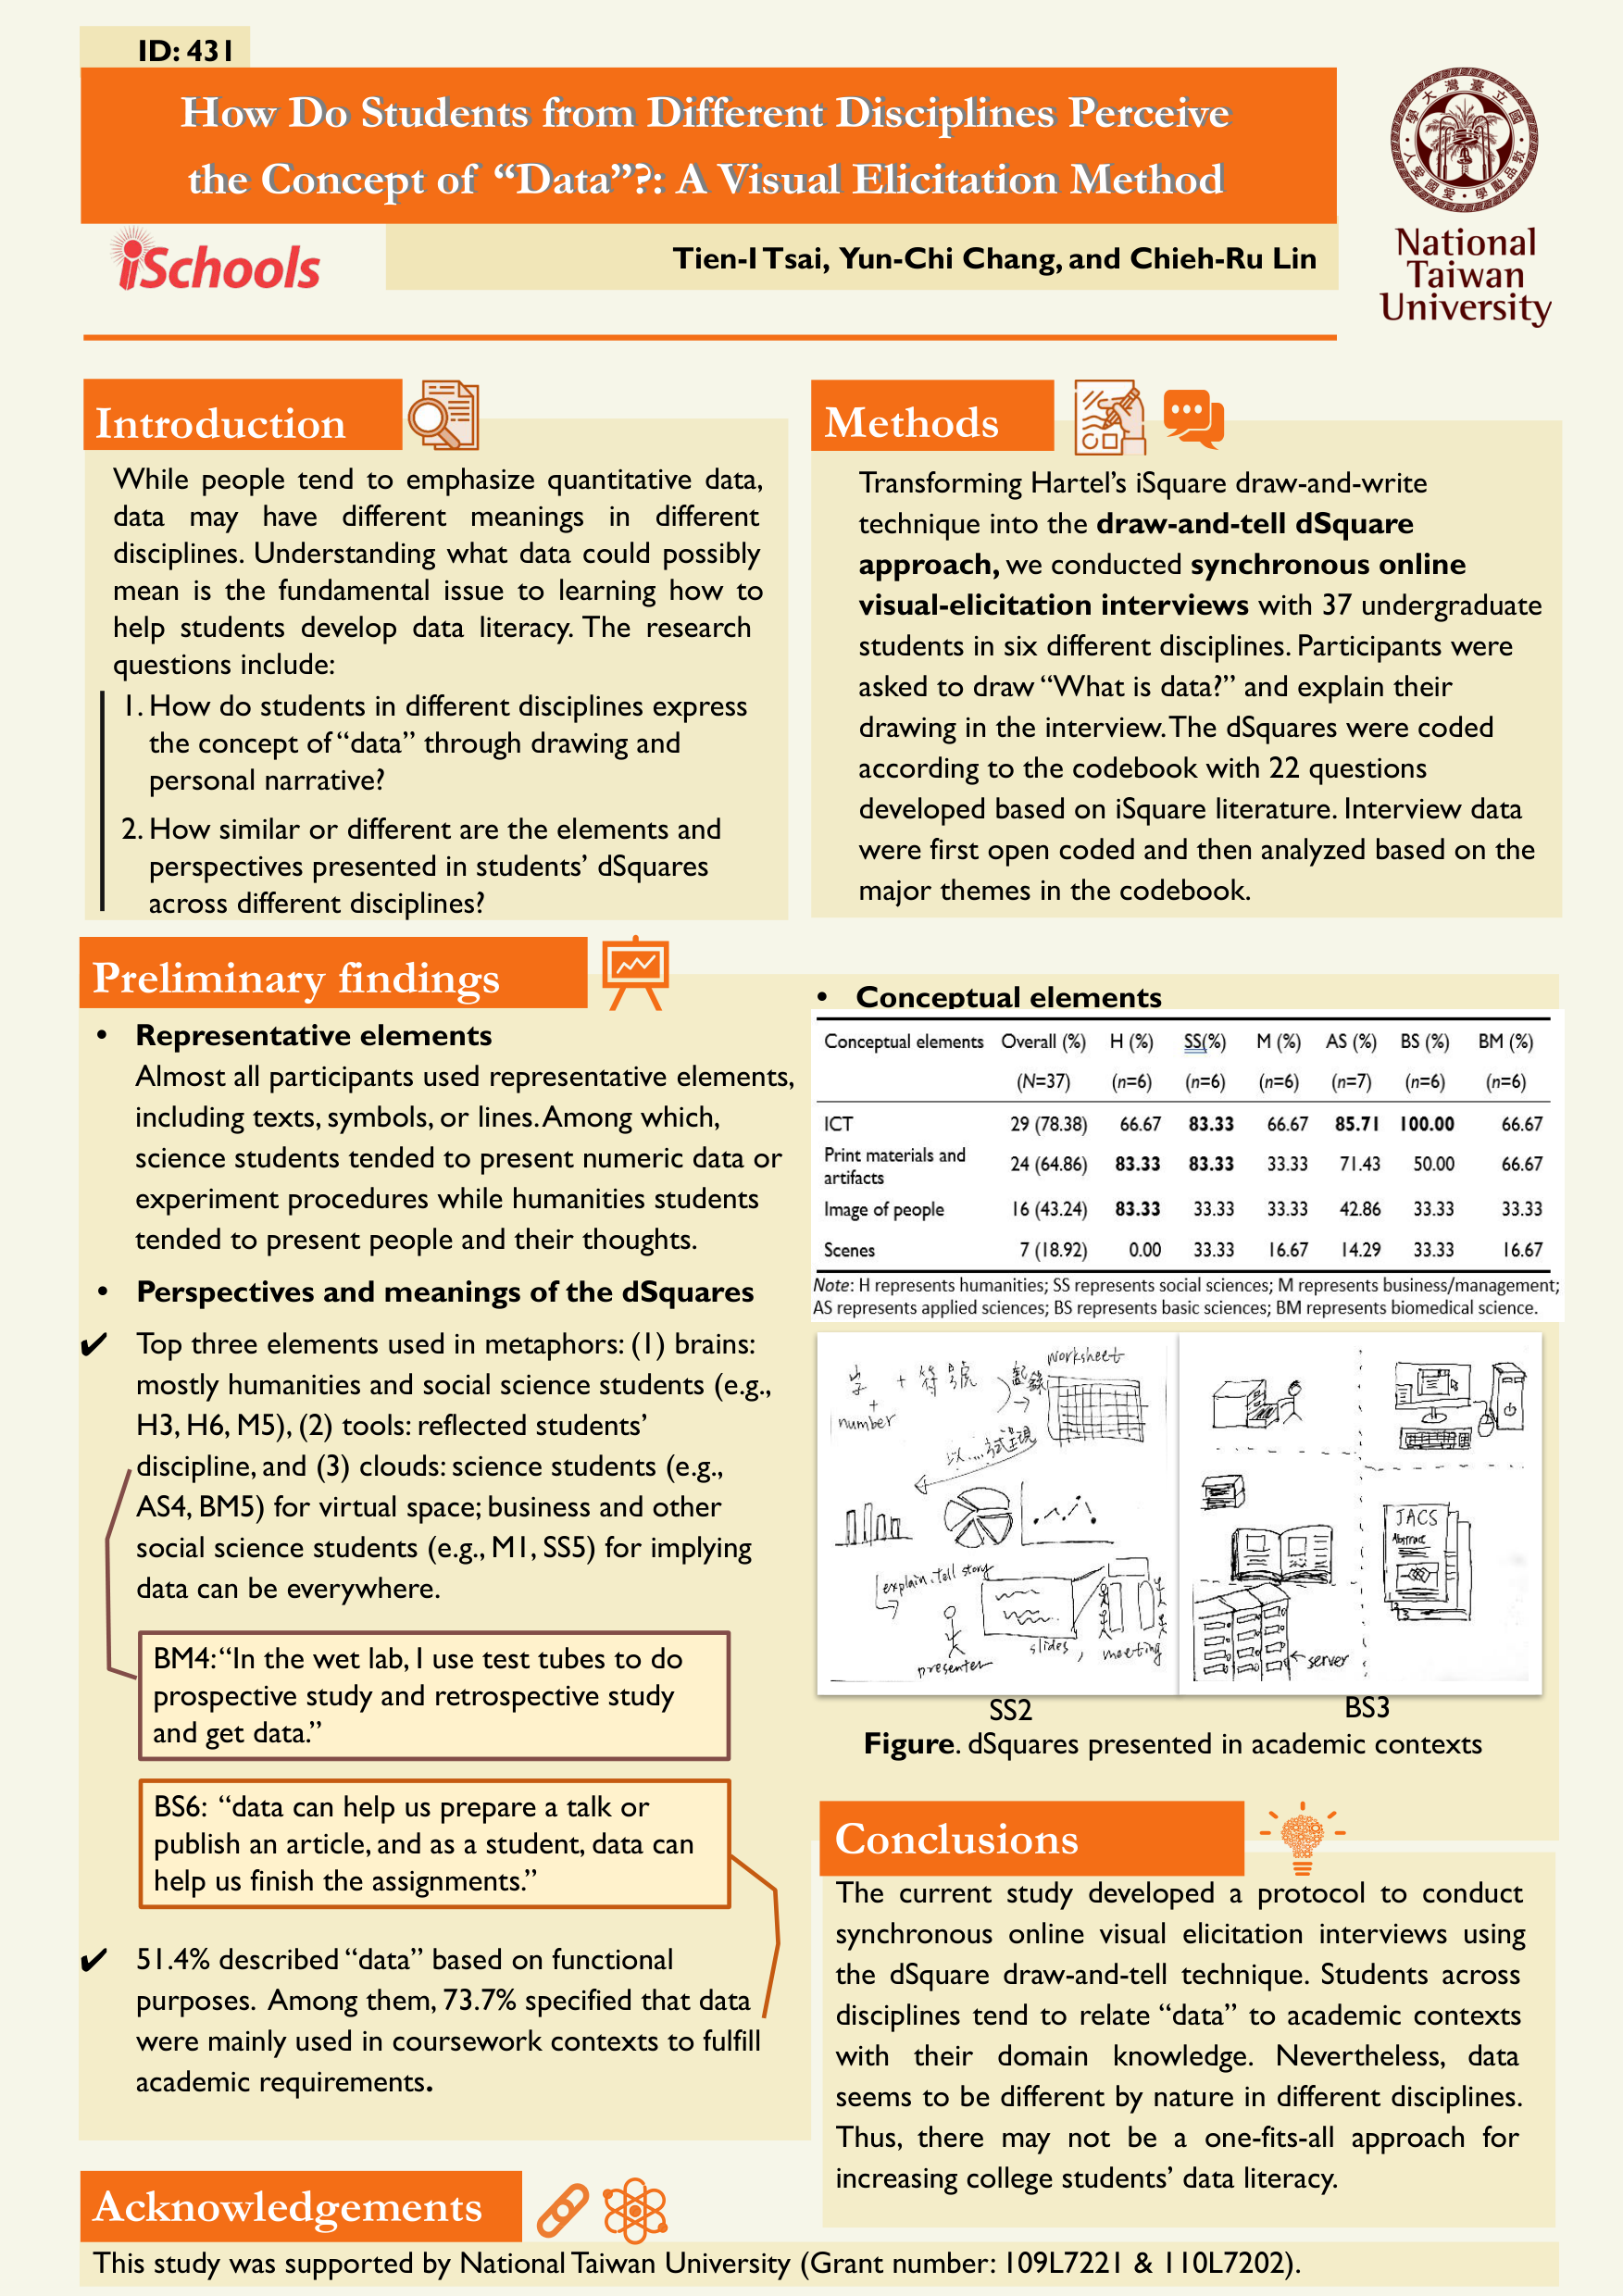 ID: 431
How Do Students from Different Disciplines Perceive
the Concept of “Data”?: A Visual Elicitation Method
iSchools
Tien-I Tsai, Yun-Chi Chang, and Chieh-Ru Lin
National
Taiwan
University
Introduction
While people tend to emphasize quantitative data,
data may have different meanings in different
disciplines. Understanding what data could possibly
mean is the fundamental issue to learning how to
help students develop data literacy. The research
questions include:
1. How do students in different disciplines express
the concept of “data” through drawing and
personal narrative?
2. How similar or different are the elements and
perspectives presented in students’ dSquares
across different disciplines?
Methods
Transforming Hartel’s iSquare draw-and-write
technique into the draw-and-tell dSquare
approach, we conducted synchronous online
visual-elicitation interviews with 37 undergraduate
students in six different disciplines. Participants were
asked to draw “What is data?” and explain their
drawing in the interview. The dSquares were coded
according to the codebook with 22 questions
developed based on iSquare literature. Interview data
were first open coded and then analyzed based on the
major themes in the codebook.
Preliminary findings
• Representative elements
Almost all participants used representative elements,
including texts, symbols, or lines. Among which,
science students tended to present numeric data or
experiment procedures while humanities students
tended to present people and their thoughts.
• Perspectives and meanings of the dSquares
✔ Top three elements used in metaphors: (1) brains:
mostly humanities and social science students (e.g.,
H3, H6, M5), (2) tools: reflected students’
discipline, and (3) clouds: science students (e.g.,
AS4, BM5) for virtual space; business and other
social science students (e.g., M1, SS5) for implying
data can be everywhere.
BM4: “In the wet lab, I use test tubes to do
prospective study and retrospective study
and get data.”
BS6: “data can help us prepare a talk or
publish an article, and as a student, data can
help us finish the assignments.”
✔ 51.4% described “data” based on functional
purposes. Among them, 73.7% specified that data
were mainly used in coursework contexts to fulfill
academic requirements.
• Conceptual elements
Conceptual elements Overall (%) H (%) SS(%) M (%) AS (%) BS (%) BM (%)
(N=37) (n=6) (n=6) (n=6) (n=7) (n=6) (n=6)
ICT 29 (78.38) 66.67 83.33 66.67 85.71 100.00 66.67
Print materials and
artifacts 24 (64.86) 83.33 83.33 33.33 71.43 50.00 66.67
Image of people 16 (43.24) 83.33 33.33 33.33 42.86 33.33 33.33
Scenes 7 (18.92) 0.00 33.33 16.67 14.29 33.33 16.67
Note: H represents humanities; SS represents social sciences; M represents business/management;
AS represents applied sciences; BS represents basic sciences; BM represents biomedical science.
worksheet
字 + 符號 記錄
+
number
以....方式呈現
explain, tell story
presenter
slides, meeting
JACS
Abstract
server
SS2
BS3
Figure. dSquares presented in academic contexts
Conclusions
The current study developed a protocol to conduct
synchronous online visual elicitation interviews using
the dSquare draw-and-tell technique. Students across
disciplines tend to relate “data” to academic contexts
with their domain knowledge. Nevertheless, data
seems to be different by nature in different disciplines.
Thus, there may not be a one-fits-all approach for
increasing college students’ data literacy.
Acknowledgements
This study was supported by National Taiwan University (Grant number: 109L7221 & 110L7202).